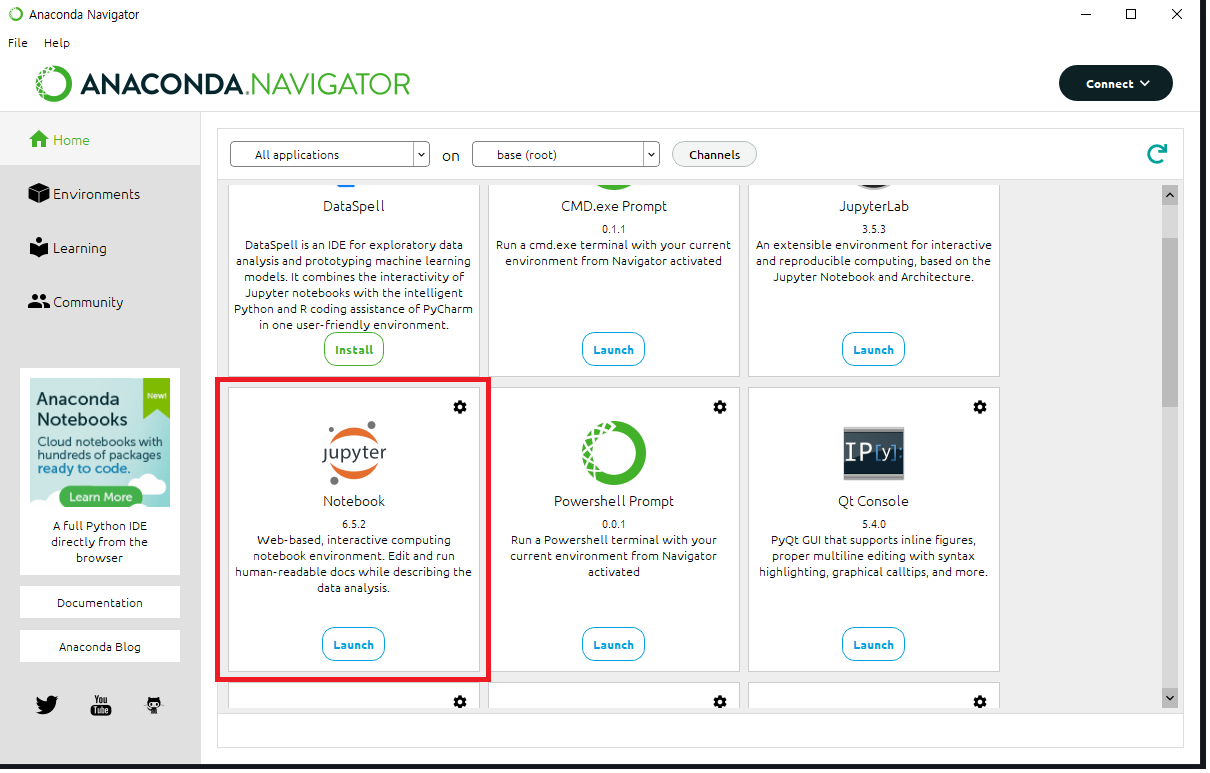 Anaconda Navigator
File Help
ANACONDA.NAVIGATOR
Connect
Home
Environments
Learning
Community
Anaconda
Notebooks
New!
Cloud notebooks with
hundreds of packages
ready to code.
Learn More
A full Python IDE
directly from the
browser
Documentation
Anaconda Blog
You
Tube
All applications
on
base (root)
Channels
DataSpell
DataSpell is an IDE for exploratory data
analysis and prototyping machine learning
models. It combines the interactivity of
Jupyter notebooks with the intelligent
Python and R coding assistance of PyCharm
in one user-friendly environment.
Install
CMD.exe Prompt
0.1.1
Run a cmd.exe terminal with your current
environment from Navigator activated
Launch
JupyterLab
3.5.3
An extensible environment for interactive
and reproducible computing, based on the
Jupyter Notebook and Architecture.
Launch
jupyter
Notebook
6.5.2
Web-based, interactive computing
notebook environment. Edit and run
human-readable docs while describing the
data analysis.
Launch
Powershell Prompt
0.0.1
Run a Powershell terminal with your
current environment from Navigator
activated
Launch
IP[y]:
Qt Console
5.4.0
PyQt GUI that supports inline figures,
proper multiline editing with syntax
highlighting, graphical calltips, and more.
Launch